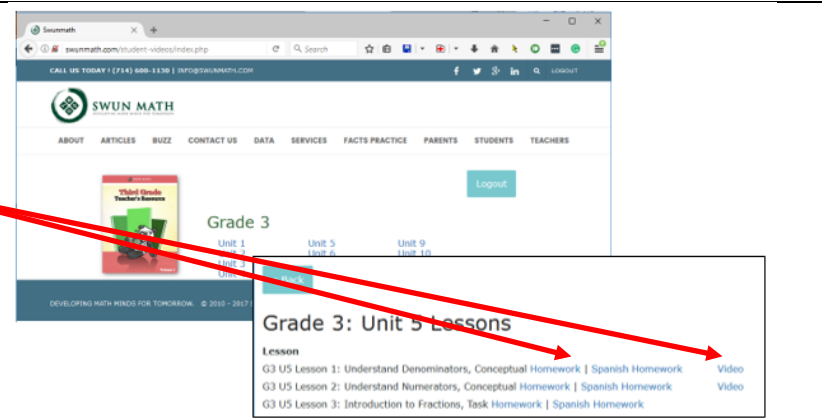 Swunmath
swunmath.com/student-videos/index.php
Search
CALL US TODAY! (714) 600-1130 | INFO@SWUNMATH.COM
LOGOUT
SWUN MATH
ABOUT ARTICLES BUZZ CONTACT US DATA SERVICES FACTS PRACTICE PARENTS STUDENTS TEACHERS
Logout
Third Grade
Teacher's Resource
Grade 3
Unit 1 Unit 5 Unit 9
Unit 2 Unit 6 Unit 10
Unit 3
DEVELOPING MATH MINDS FOR TOMORROW. © 2010 - 2017
Back
Grade 3: Unit 5 Lessons
Lesson
G3 U5 Lesson 1: Understand Denominators, Conceptual Homework | Spanish Homework Video
G3 U5 Lesson 2: Understand Numerators, Conceptual Homework | Spanish Homework Video
G3 U5 Lesson 3: Introduction to Fractions, Task Homework | Spanish Homework